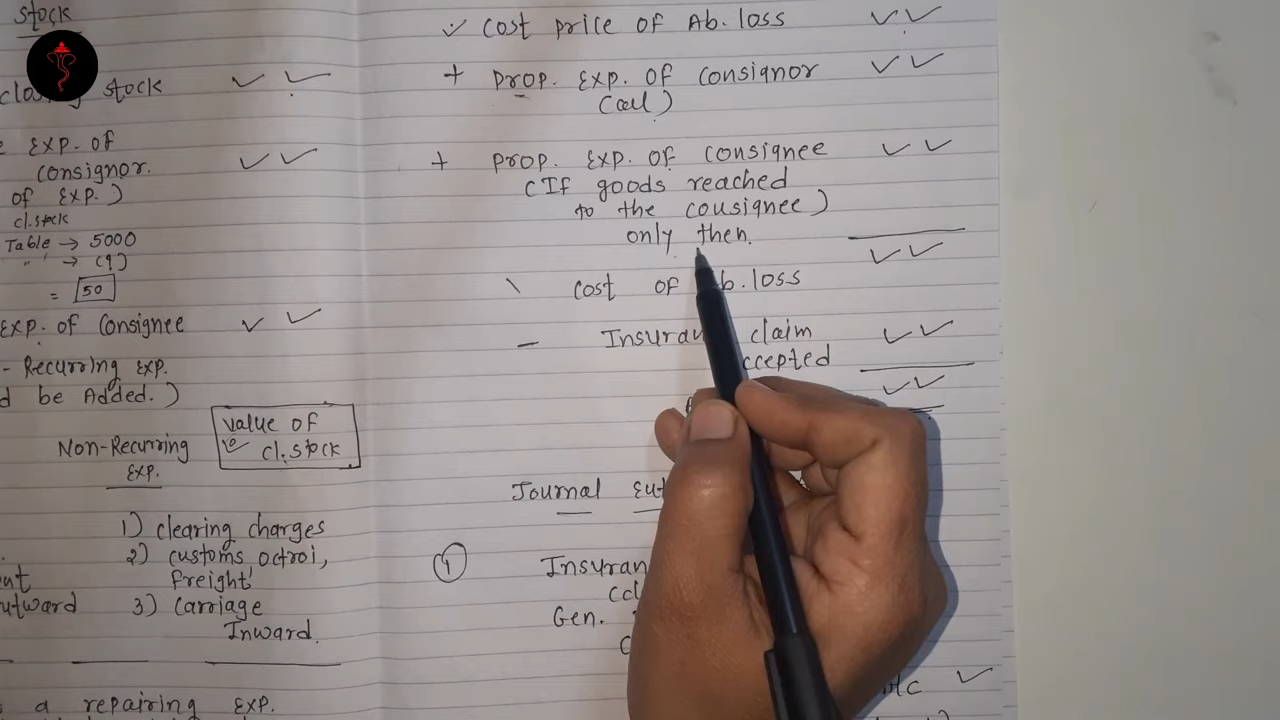 stock
closing stock
EXP. OF
consignor.
OF EXP.)
cl.stock
Table → 5000
" → (9)
= 50
EXP. OF Consignee
- Recurring EXP.
be Added.)
Non-Recurring
EXP.
value of
cl.stock
1) clearing charges
2) customs, octroi,
freight
3) carriage
Inward.
a repairing EXP.
cost price of Ab.loss
+ prop. EXP. OF consignor
(all)
+ prop. EXP. OF consignee
(If goods reached
to the cousignee)
only then.
cost of b.loss
- claim
ccepted
Journal
(1)
Gen.